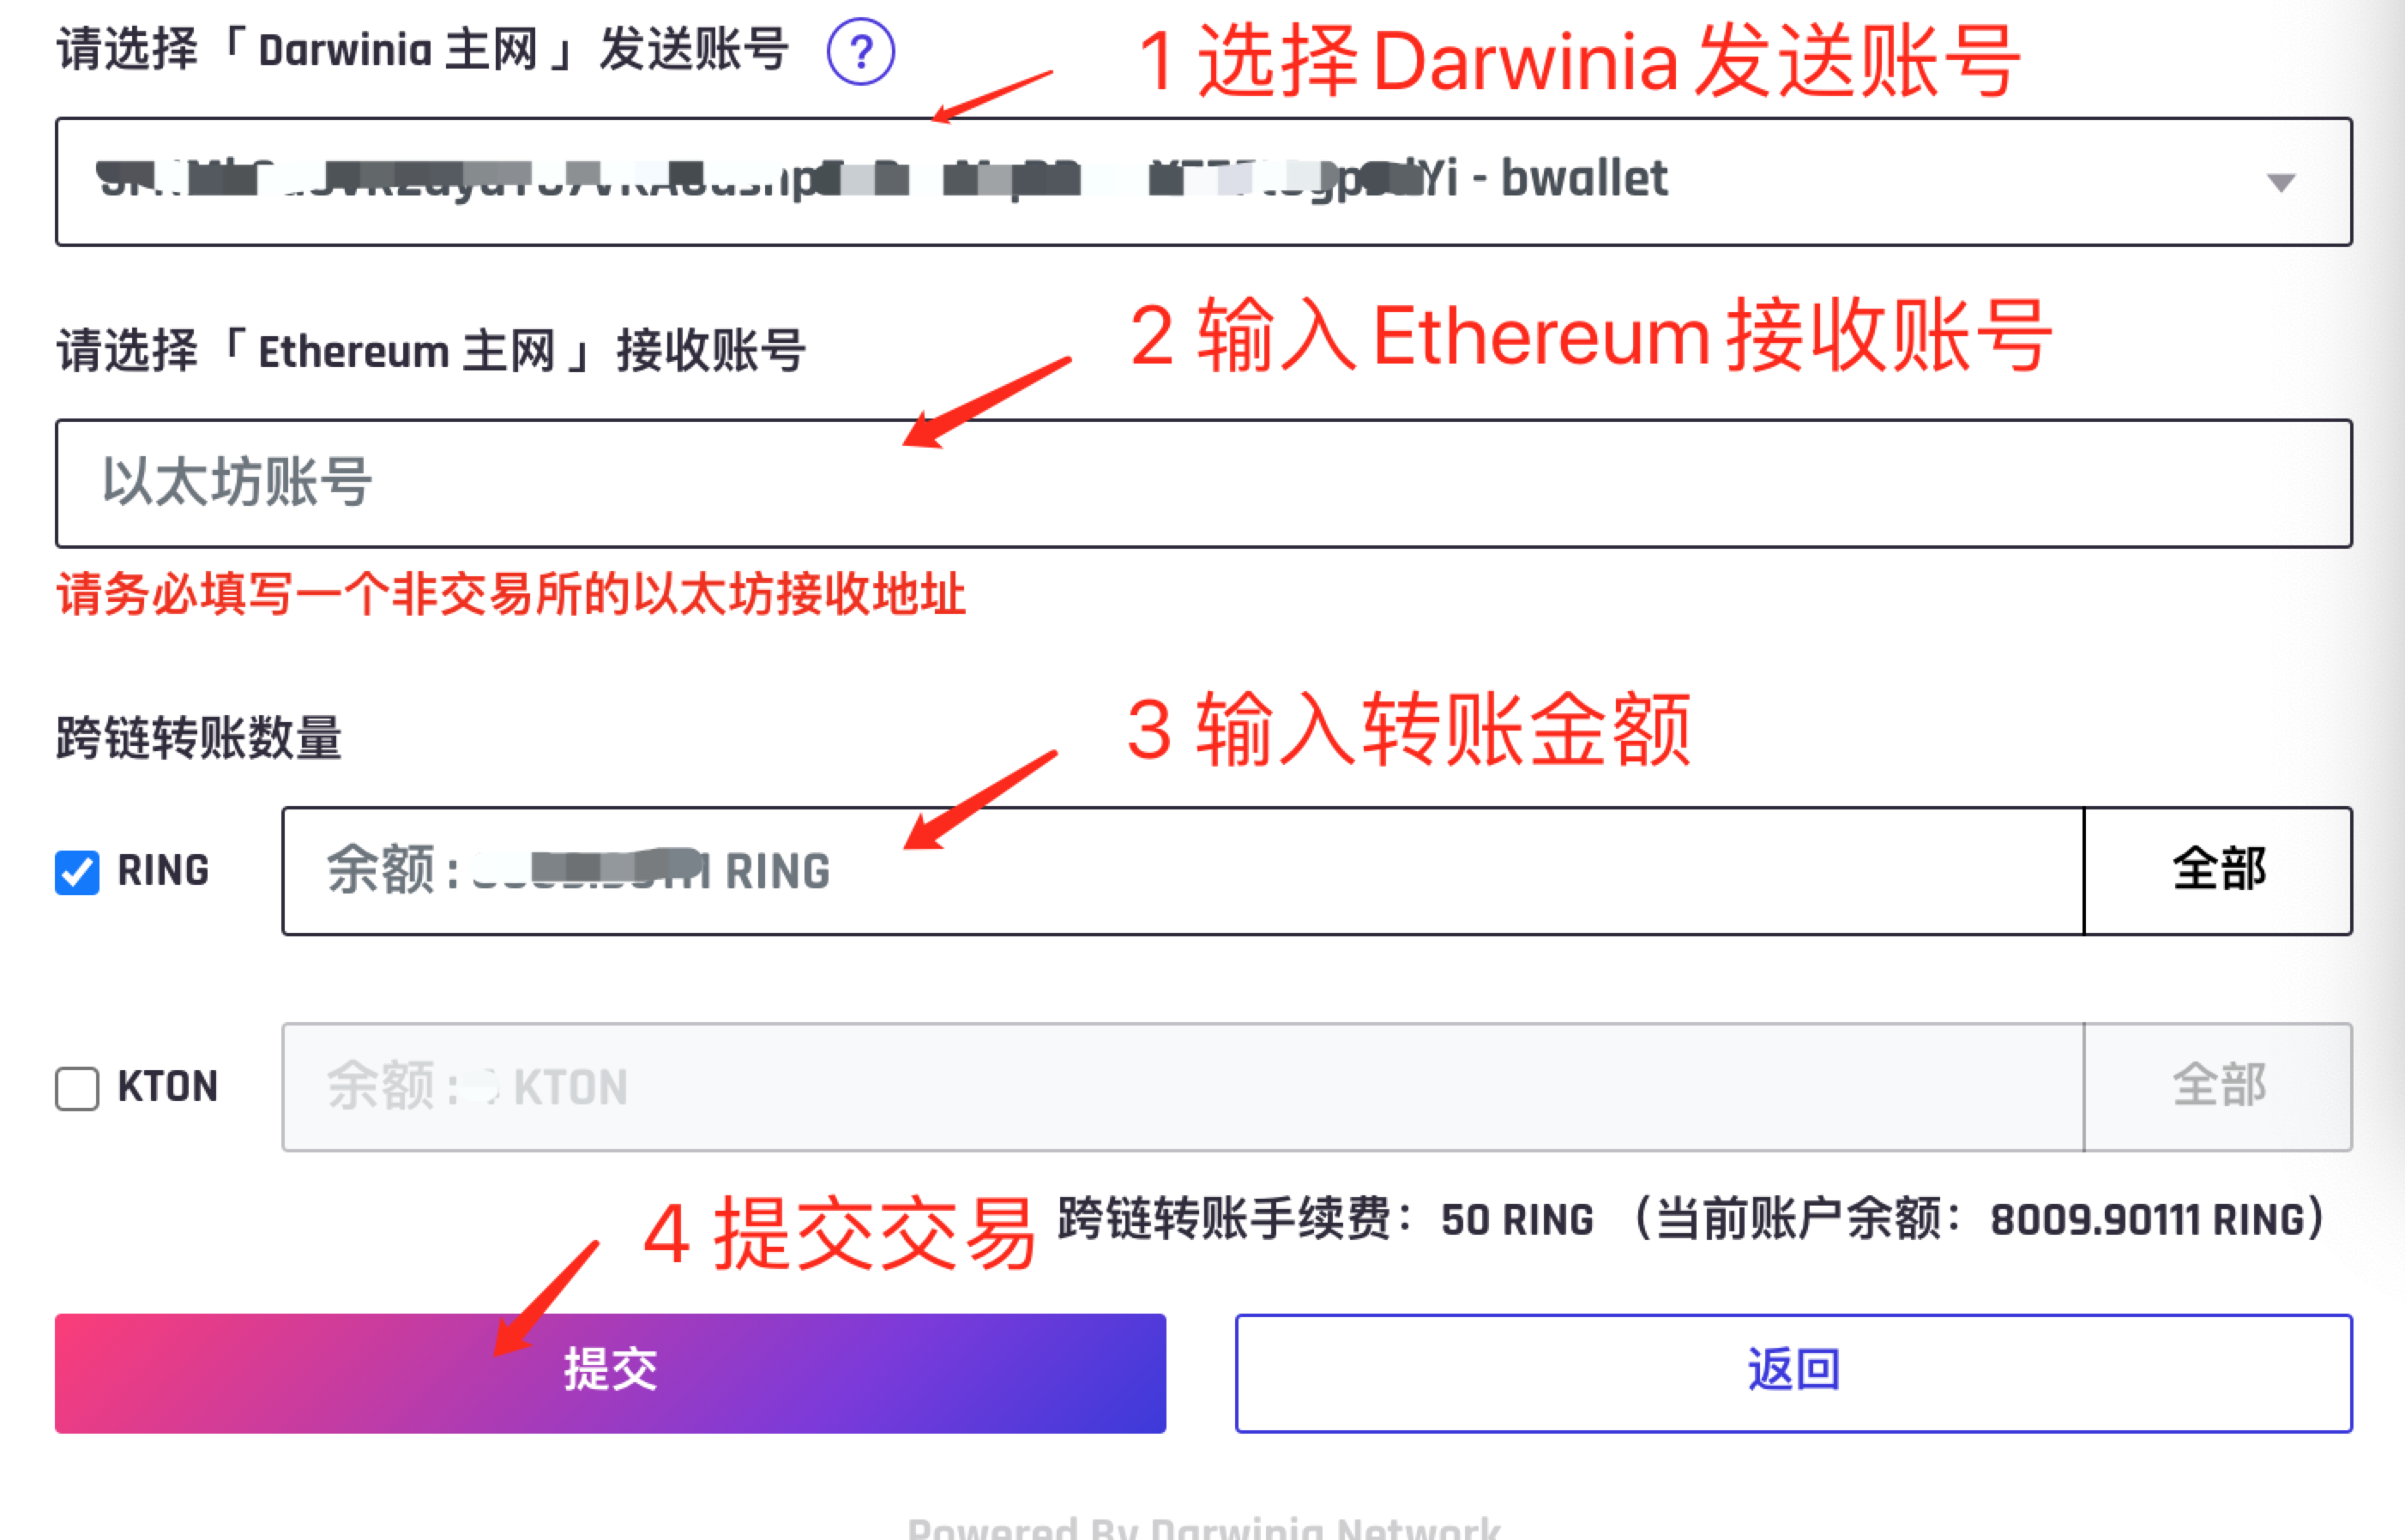 请选择「 Darwinia 主网 」 发送账号 ?
1 选择 Darwinia 发送账号
Yi - bwallet
请选择「 Ethereum 主网 」 接收账号
2 输入 Ethereum 接收账号
以太坊账号
请务必填写一个非交易所的以太坊接收地址
跨链转账数量
3 输入转账金额
RING
余额 : RING
全部
KTON
余额 : KTON
全部
4 提交交易
跨链转账手续费： 50 RING （当前账户余额： 8009.90111 RING）
提交
返回
Powered By Darwinia Network